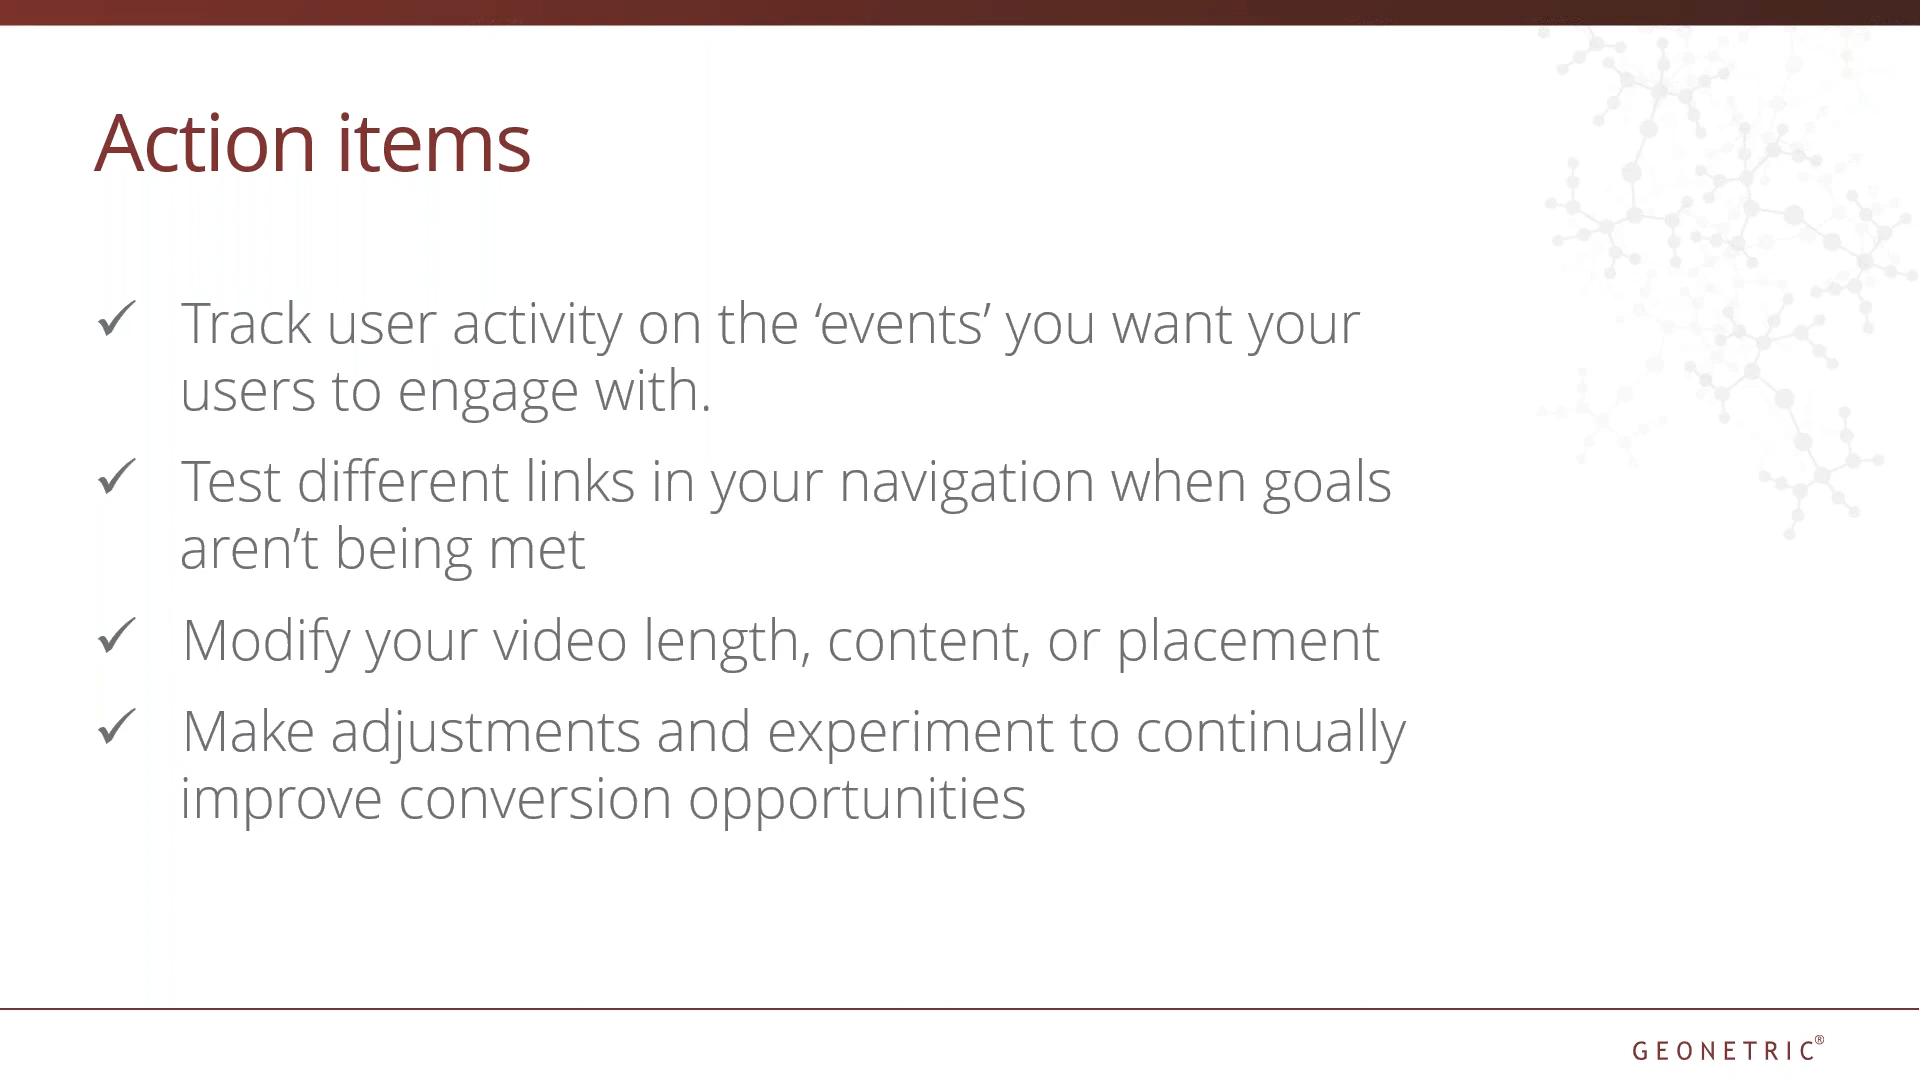 Action items
✓ Track user activity on the ‘events’ you want your
users to engage with.
✓ Test different links in your navigation when goals
aren’t being met
✓ Modify your video length, content, or placement
✓ Make adjustments and experiment to continually
improve conversion opportunities
GEONETRIC®